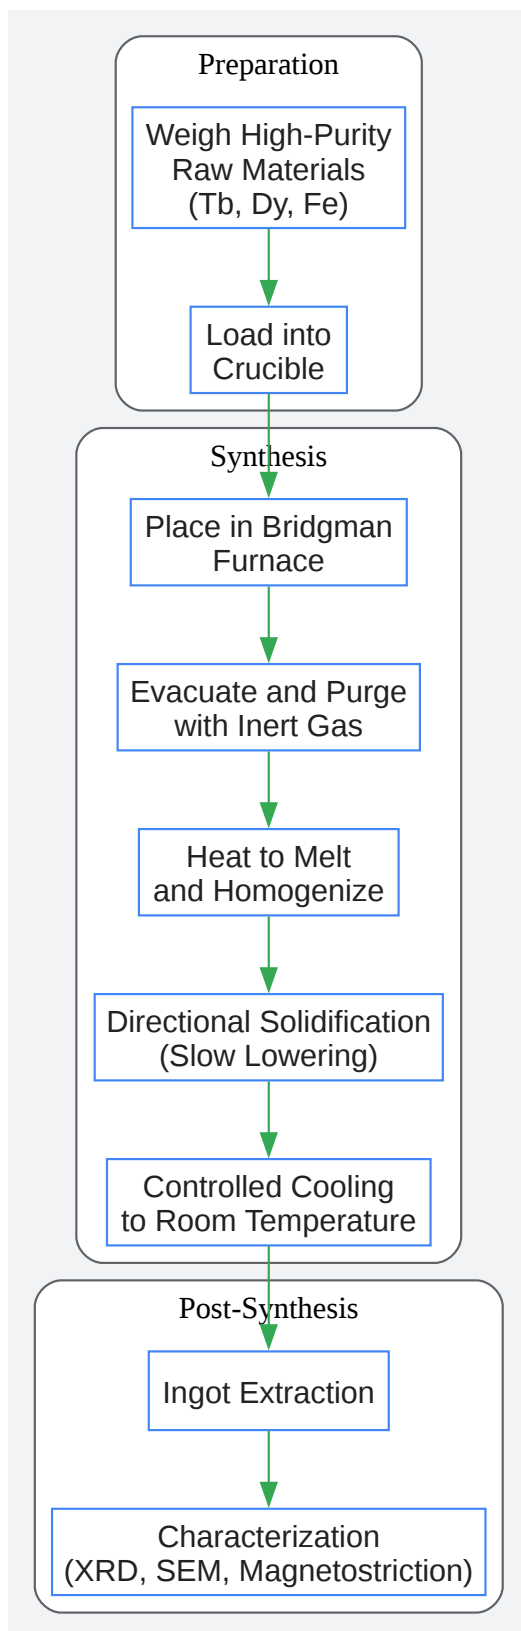 Preparation
Weigh High-Purity
Raw Materials
(Tb, Dy, Fe)
Load into
Crucible
Synthesis
Place in Bridgman
Furnace
Evacuate and Purge
with Inert Gas
Heat to Melt
and Homogenize
Directional Solidification
(Slow Lowering)
Controlled Cooling
to Room Temperature
Post-Synthesis
Ingot Extraction
Characterization
(XRD, SEM, Magnetostriction)